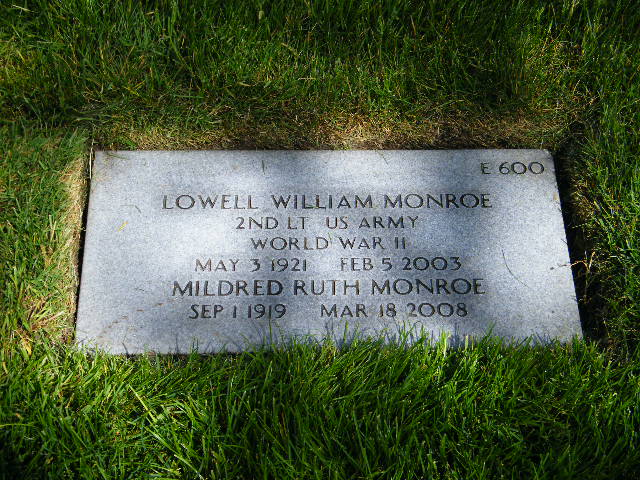 E 600
LOWELL WILLIAM MONROE
2ND LT US ARMY
WORLD WAR II
MAY 3 1921 FEB 5 2003
MILDRED RUTH MONROE
SEP 1 1919 MAR 18 2008